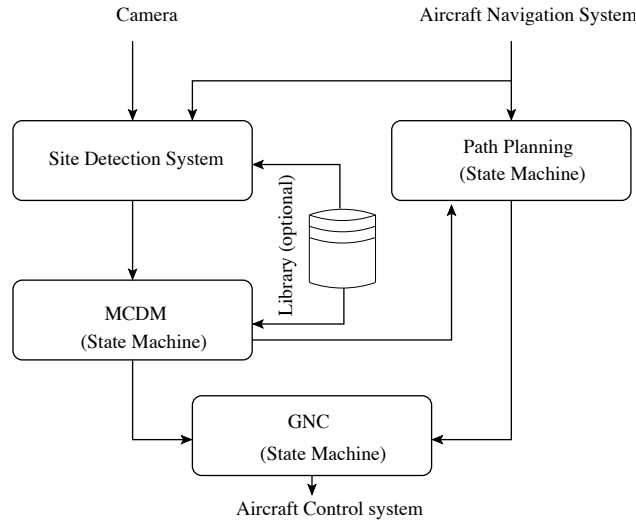 Camera
Aircraft Navigation System
Site Detection System
Path Planning
(State Machine)
Library (optional)
MCDM
(State Machine)
GNC
(State Machine)
Aircraft Control system